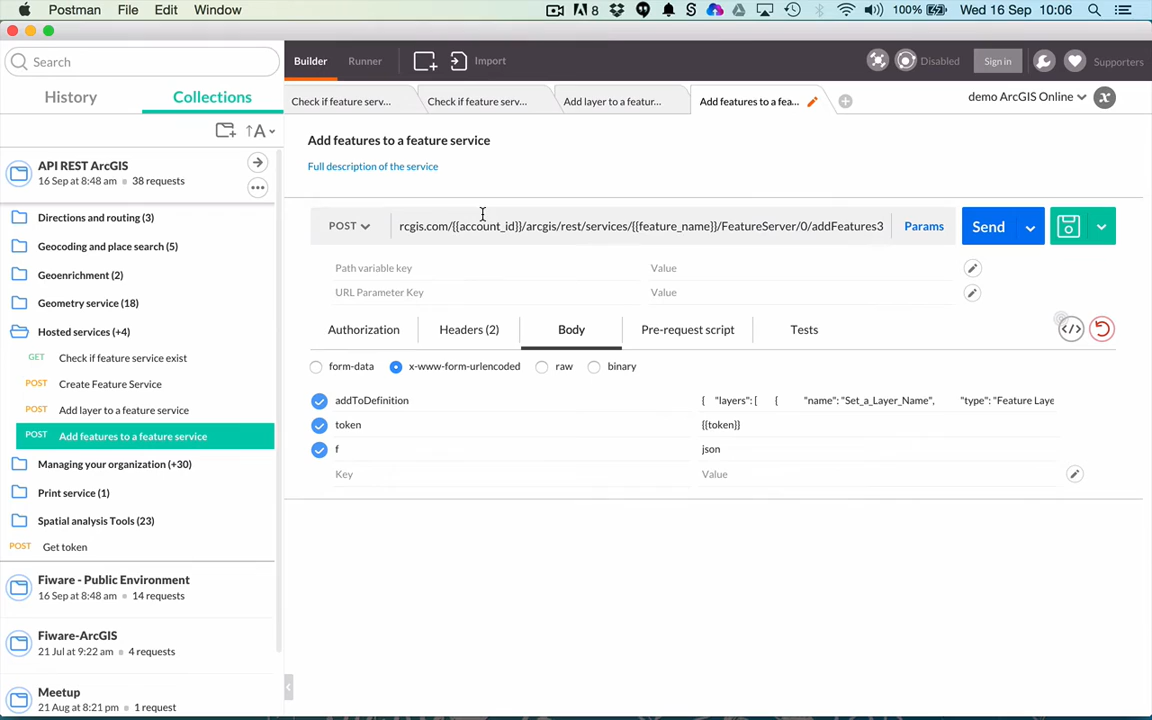 Postman File Edit Window 8 100% Wed 16 Sep 10:06
Search
Builder Runner Import Disabled Sign in Supporters
History Collections
Check if feature serv... Check if feature serv... Add layer to a featur... Add features to a fea... demo ArcGIS Online
A
API REST ArcGIS
16 Sep at 8:48 am 38 requests
Directions and routing (3)
Geocoding and place search (5)
Geoenrichment (2)
Geometry service (18)
Hosted services (+4)
GET Check if feature service exist
POST Create Feature Service
POST Add layer to a feature service
POST Add features to a feature service
Managing your organization (+30)
Print service (1)
Spatial analysis Tools (23)
POST Get token
Fiware - Public Environment
16 Sep at 8:48 am 14 requests
Fiware-ArcGIS
21 Jul at 9:22 am 4 requests
Meetup
21 Aug at 8:21 pm 1 request
Add features to a feature service
Full description of the service
POST rcgis.com/{{account_id}}/arcgis/rest/services/{{feature_name}}/FeatureServer/0/addFeatures3 Params Send
Path variable key Value
URL Parameter Key Value
Authorization Headers (2) Body Pre-request script Tests
form-data x-www-form-urlencoded raw binary
addToDefinition { "layers": [ { "name": "Set_a_Layer_Name", "type": "Feature Laye
token {{token}}
f json
Key Value